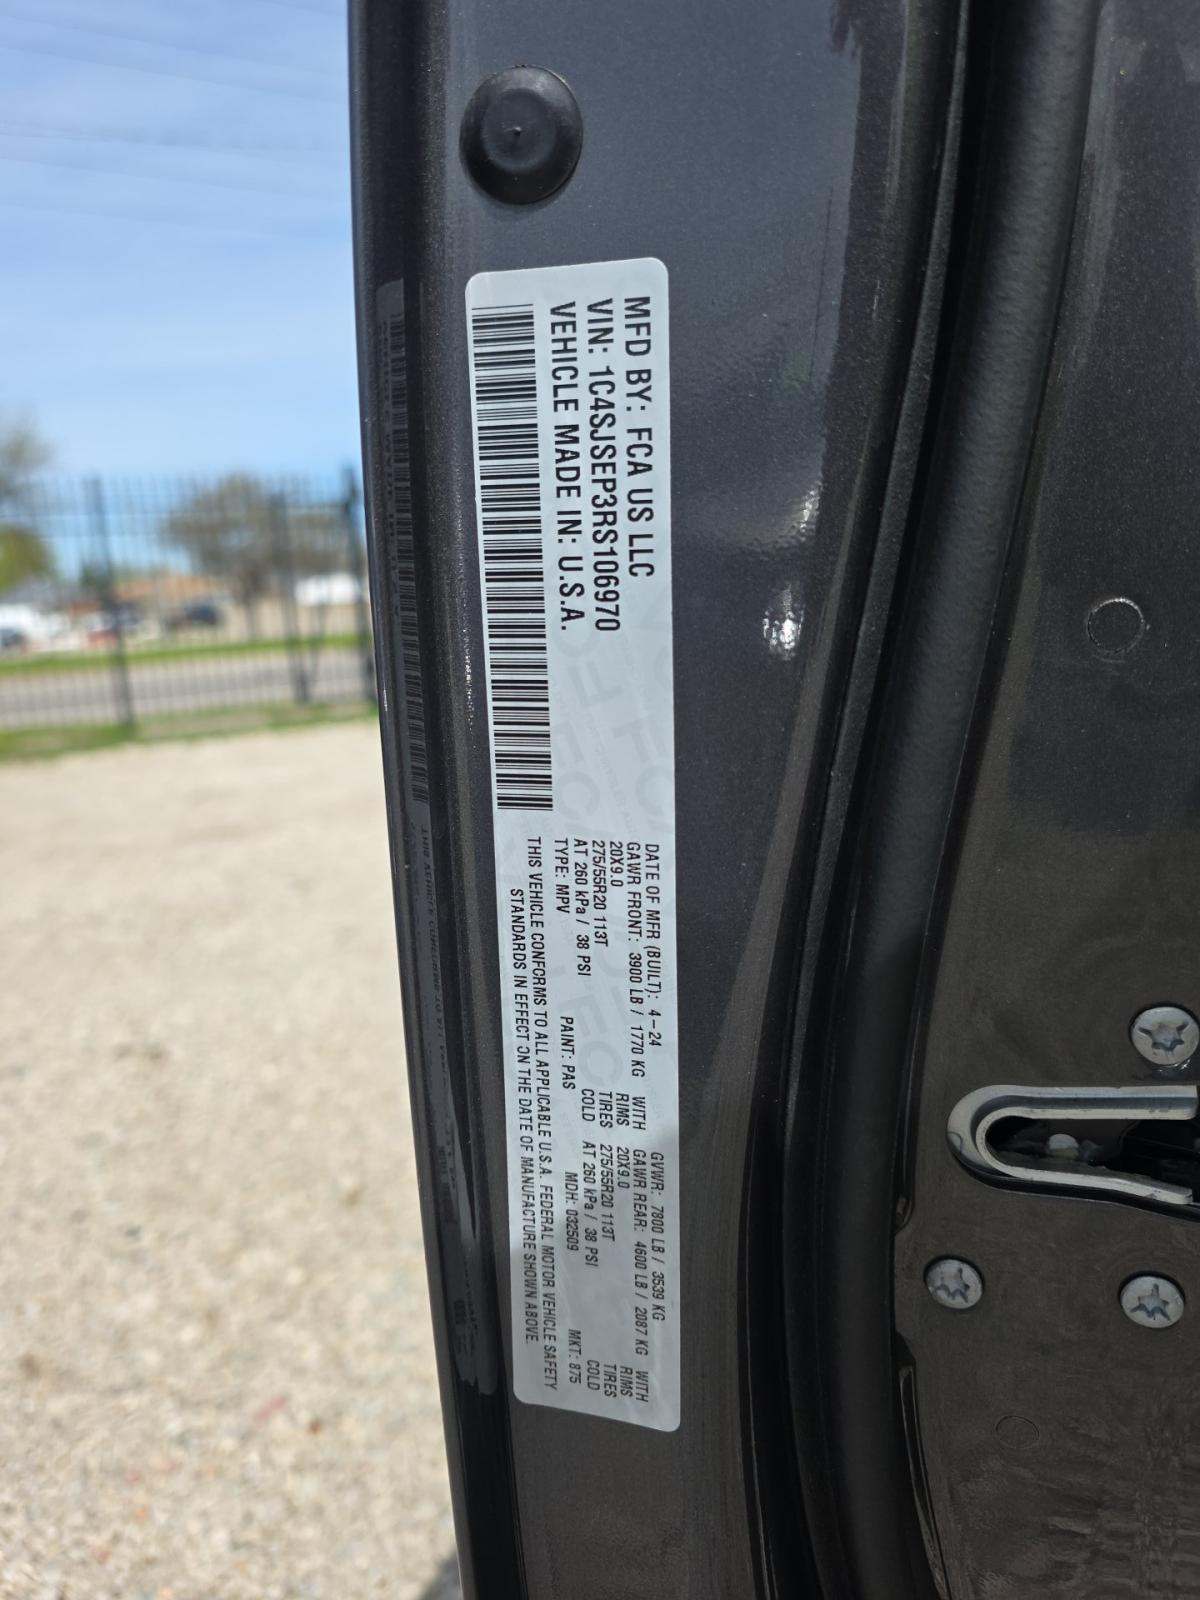 MFD BY: FCA US LLC
VIN: 1C4SJSEP3RS106970
VEHICLE MADE IN: U.S.A.
DATE OF MFR (BUILT): 4-24 GVWR: 7800 LB / 3539 KG
GAWR FRONT: 3900 LB / 1770 KG WITH GAWR REAR: 4600 LB / 2087 KG WITH
20X9.0 RIMS 20X9.0 RIMS
275/55R20 113T TIRES 275/55R20 113T TIRES
AT 260 kPa / 38 PSI COLD AT 260 kPa / 38 PSI COLD
TYPE: MPV PAINT: PAS MDH: 032509 MKT: 875
THIS VEHICLE CONFORMS TO ALL APPLICABLE U.S.A. FEDERAL MOTOR VEHICLE SAFETY
STANDARDS IN EFFECT ON THE DATE OF MANUFACTURE SHOWN ABOVE.